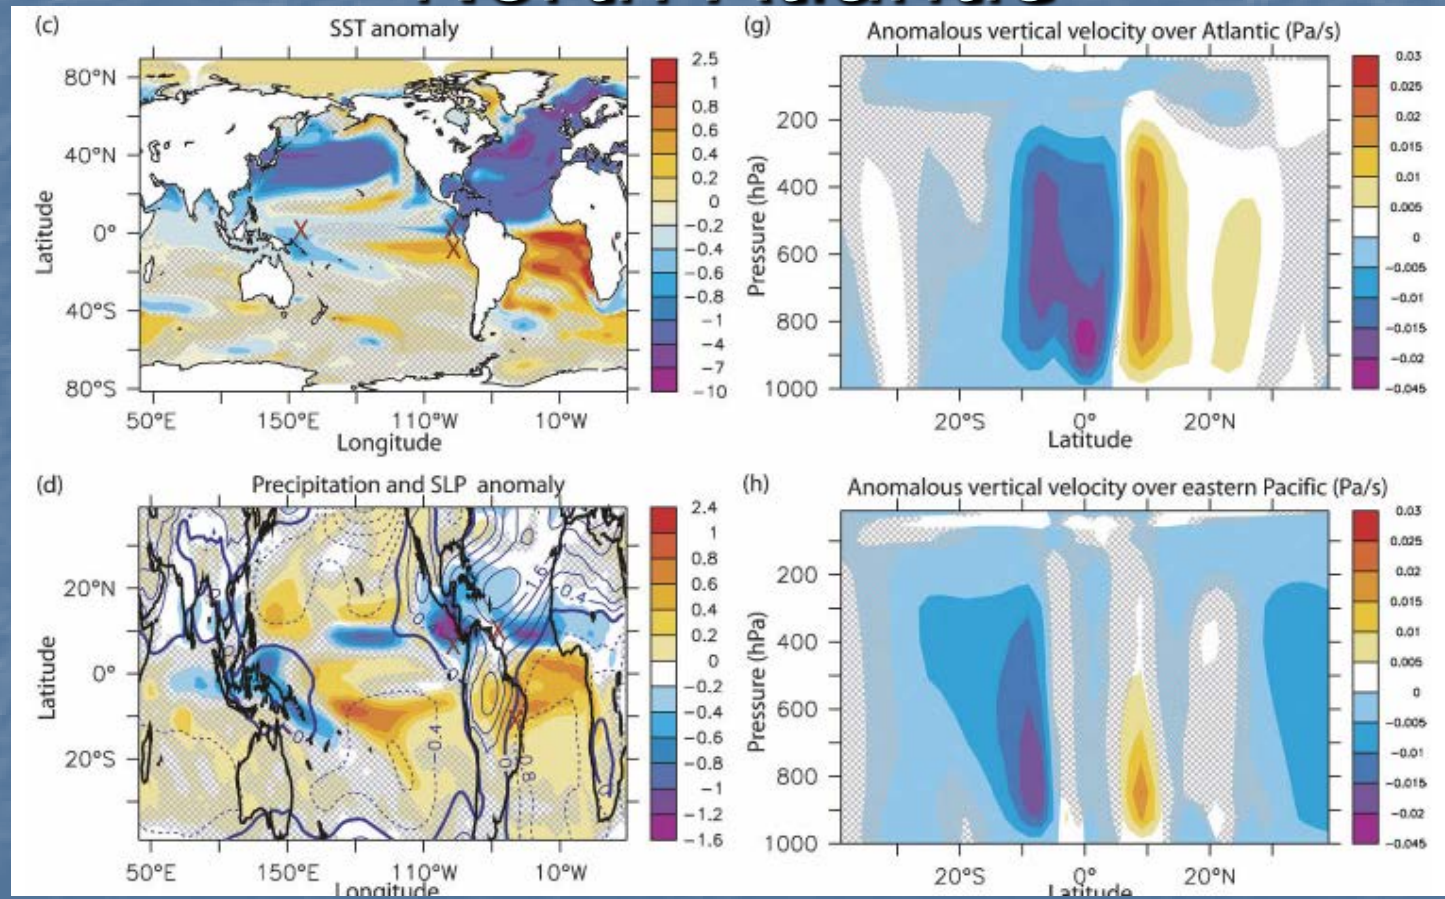 (c) SST anomaly
80°N
40°N
0°
40°S
80°S
Latitude
50°E 150°E 110°W 10°W
Longitude
2.5
1
0.8
0.6
0.4
0.2
0
−0.2
−0.4
−0.6
−0.8
−1
−4
−7
−10
(g) Anomalous vertical velocity over Atlantic (Pa/s)
200
400
600
800
1000
Pressure (hPa)
20°S 0° 20°N
Latitude
0.03
0.025
0.02
0.015
0.01
0.005
0
−0.005
−0.01
−0.015
−0.02
−0.045
(d) Precipitation and SLP anomaly
20°N
0°
20°S
Latitude
50°E 150°E 110°W 10°W
Longitude
2.4
1
0.8
0.6
0.4
0.2
0
−0.2
−0.4
−0.6
−0.8
−1
−1.2
−1.6
(h) Anomalous vertical velocity over eastern Pacific (Pa/s)
200
400
600
800
1000
Pressure (hPa)
20°S 0° 20°N
Latitude
0.03
0.025
0.02
0.015
0.01
0.005
0
−0.005
−0.01
−0.015
−0.02
−0.045